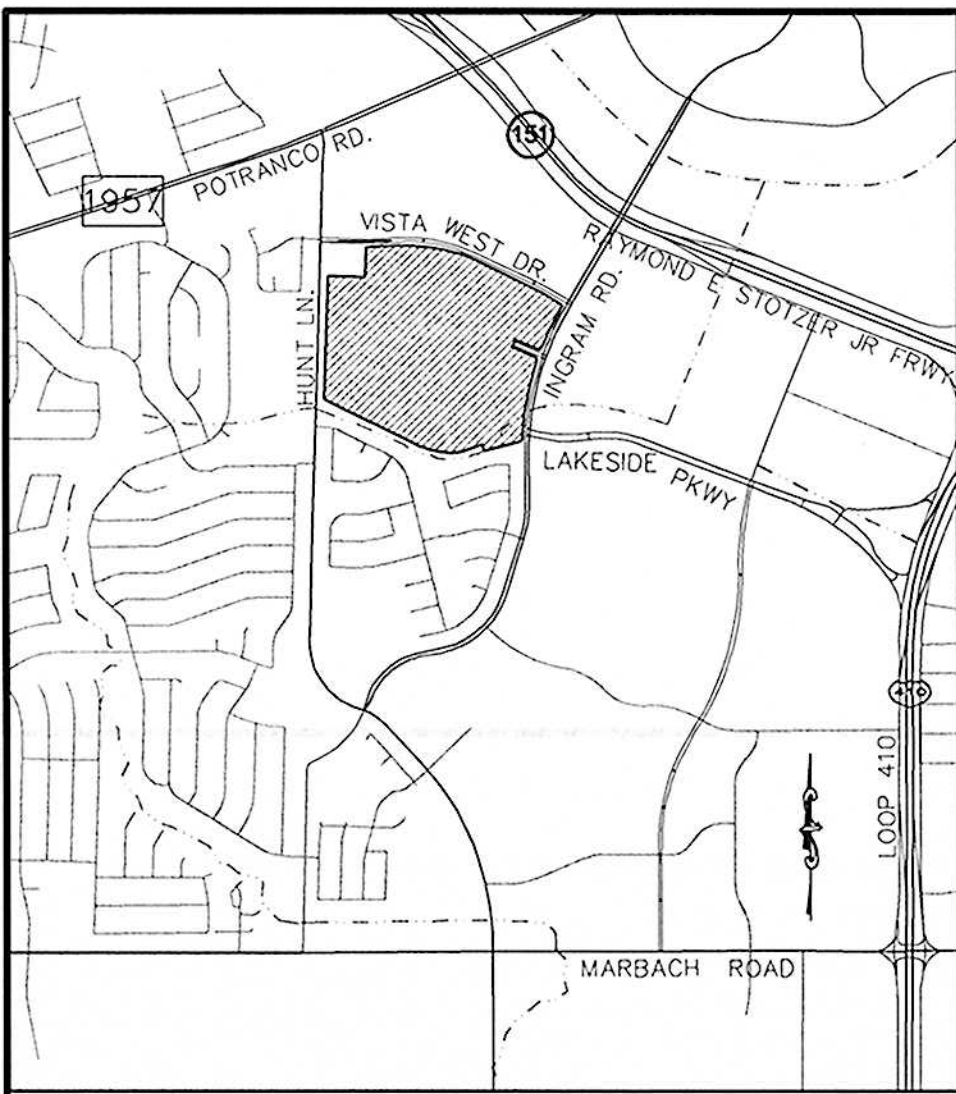 151
1957
POTRANCO RD.
VISTA WEST DR.
RAYMOND E STOTZER JR FRWY
HUNT LN.
INGRAM RD.
LAKESIDE PKWY
410
LOOP 410
MARBACH ROAD